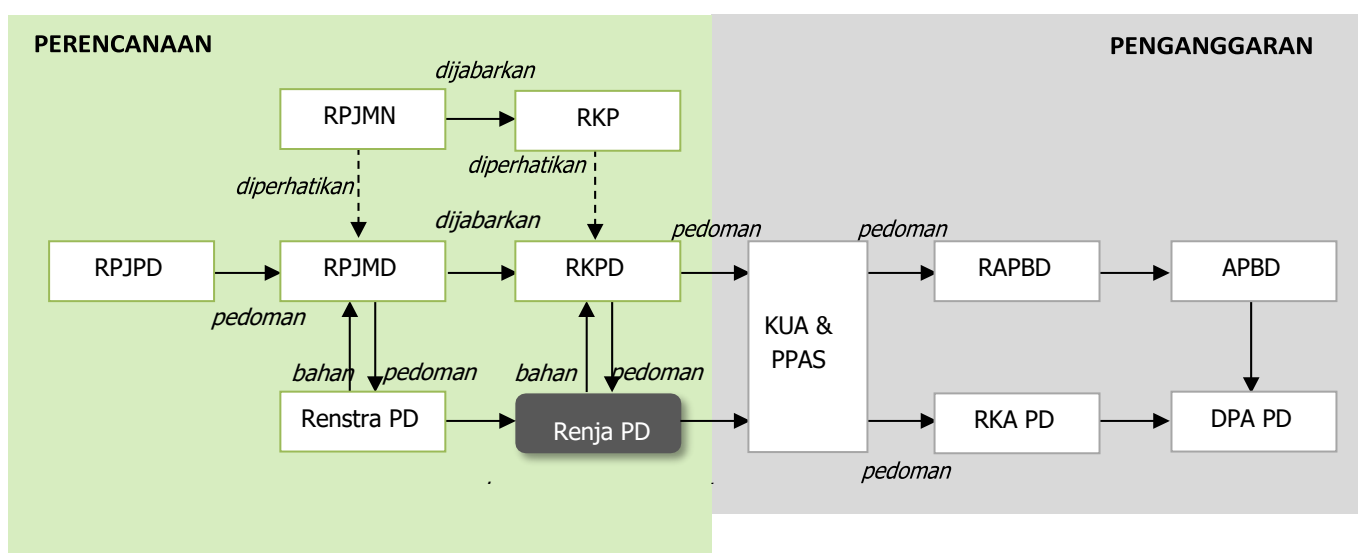 PERENCANAAN
PENGANGGARAN
dijabarkan
RPJMN
RKP
diperhatikan
diperhatikan
dijabarkan
pedoman
pedoman
RPJPD
RPJMD
RKPD
RAPBD
APBD
pedoman
KUA &
PPAS
bahan
pedoman
bahan
pedoman
Renstra PD
Renja PD
RKA PD
DPA PD
pedoman